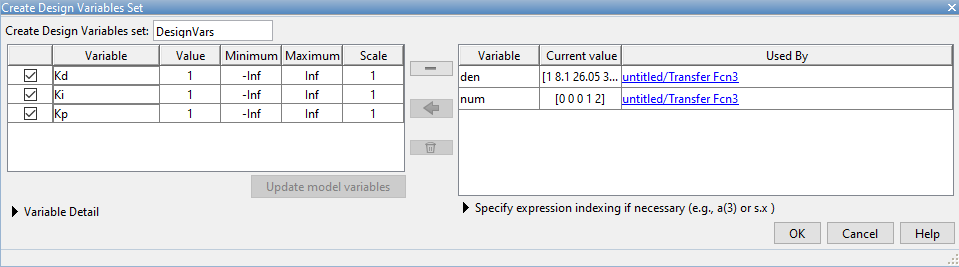 Create Design Variables Set
Create Design Variables set: DesignVars
Variable Value Minimum Maximum Scale
Kd 1 -Inf Inf 1
Ki 1 -Inf Inf 1
Kp 1 -Inf Inf 1
Update model variables
Variable Detail
Variable Current value Used By
den [1 8.1 26.05 3... untitled/Transfer Fcn3
num [0 0 0 1 2] untitled/Transfer Fcn3
Specify expression indexing if necessary (e.g., a(3) or s.x )
OK Cancel Help